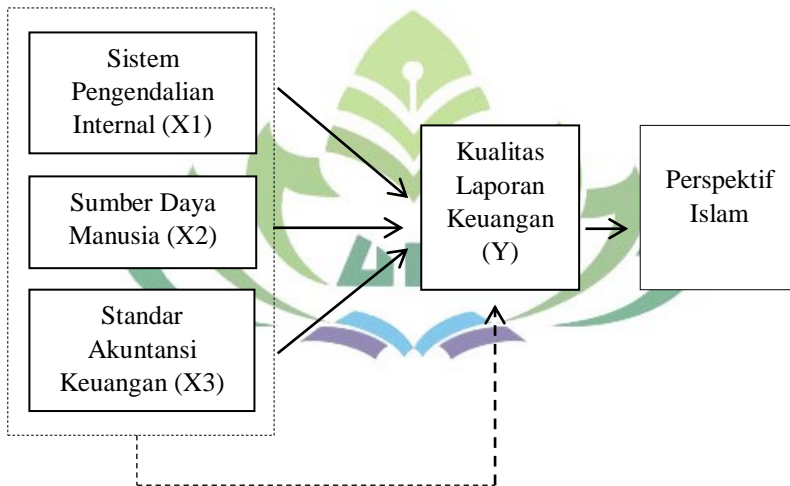 Sistem
Pengendalian
Internal (X1)
Sumber Daya
Manusia (X2)
Standar
Akuntansi
Keuangan (X3)
Kualitas
Laporan
Keuangan
(Y)
Perspektif
Islam